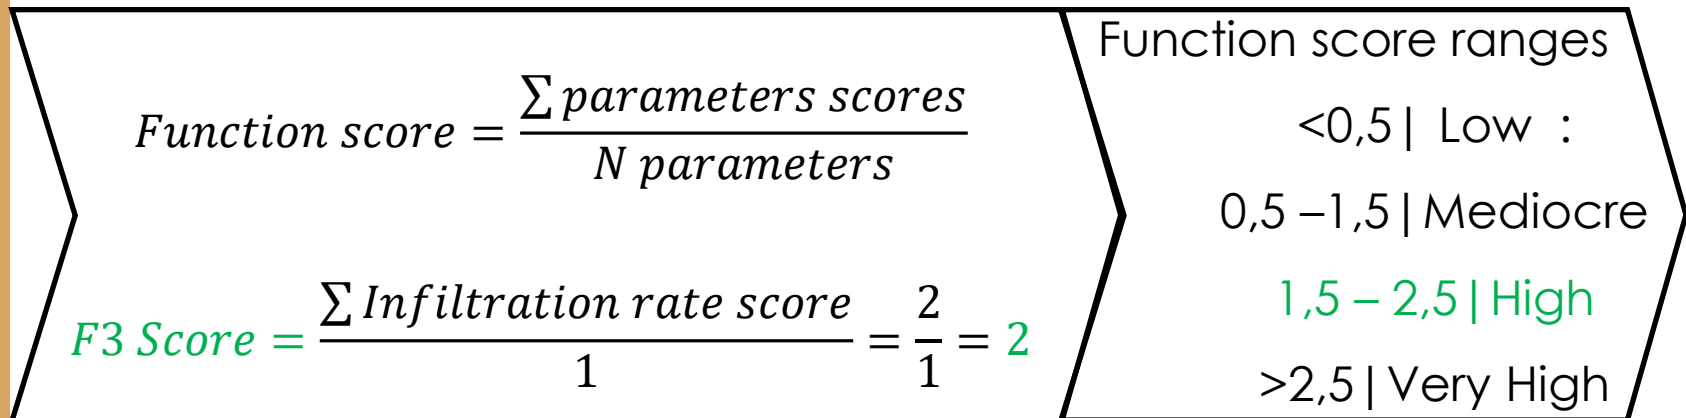 Function score = ∑ parameters scores / N parameters
F3 Score = ∑ Infiltration rate score / 1 = 2 / 1 = 2
Function score ranges
<0,5| Low :
0,5 –1,5|Mediocre
1,5 – 2,5|High
>2,5|Very High